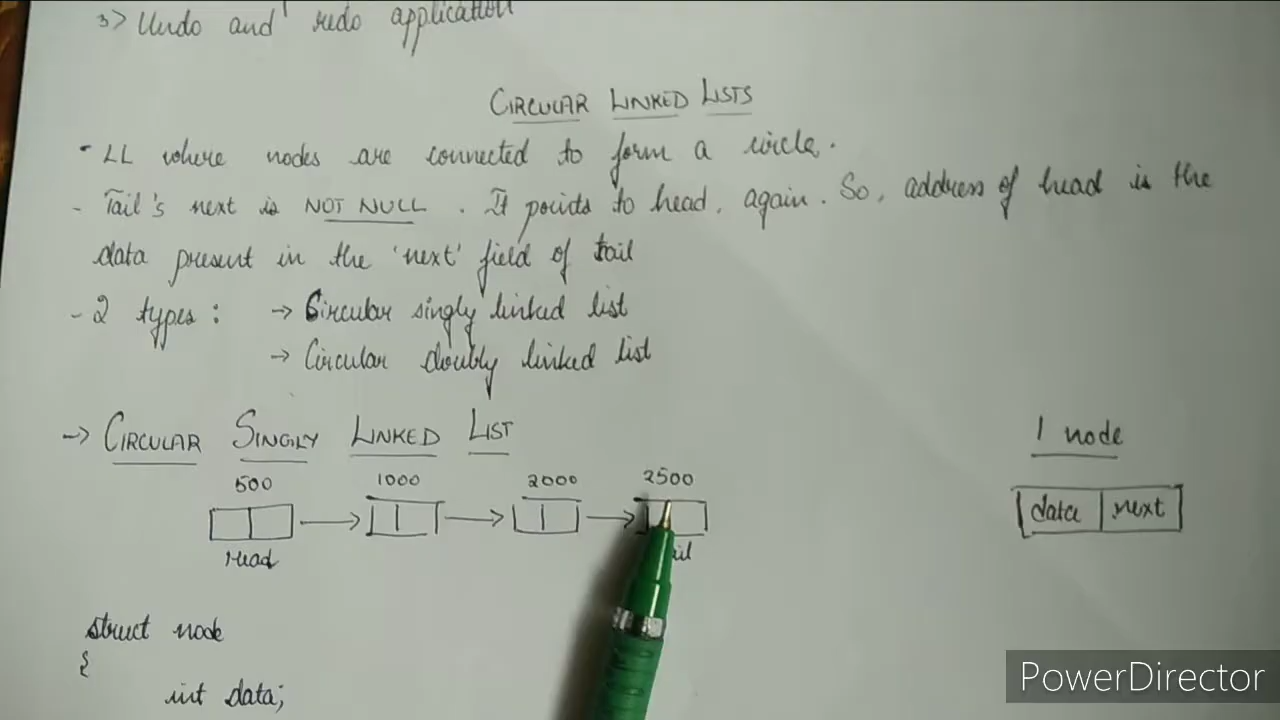 3> Undo and redo application
CIRCULAR LINKED LISTS
- LL where nodes are connected to form a circle.
- Tail's next is NOT NULL . It points to head, again. So, address of head is the
data present in the 'next' field of tail
- 2 types : → Circular singly linked list
→ Circular doubly linked list
→ CIRCULAR SINGLY LINKED LIST
1 node
500 1000 2000 2500
data next
Head
struct node
{
int data;
PowerDirector